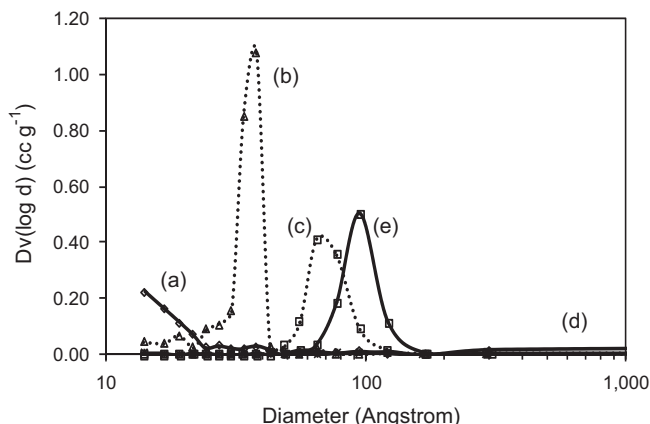 1.20
1.00
0.80
0.60
0.40
0.20
0.00
Dv(log d) (cc g⁻¹)
(a)
(b)
(c)
(e)
(d)
10
100
1,000
Diameter (Angstrom)